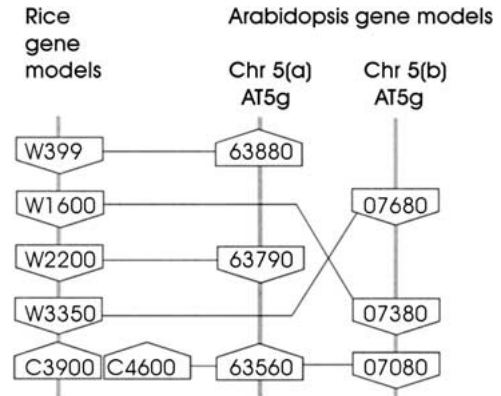 Rice
gene
models
Arabidopsis gene models
Chr 5(a)
AT5g
Chr 5(b)
AT5g
W399
63880
W1600
07680
W2200
63790
W3350
07380
C3900
C4600
63560
07080